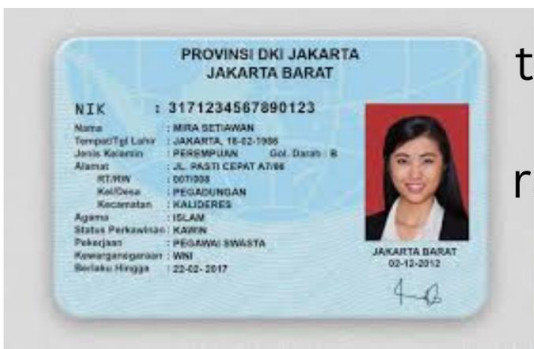 PROVINSI DKI JAKARTA
JAKARTA BARAT
NIK : 3171234567890123
Nama : MIRA SETIAWAN
Tempat/Tgl Lahir : JAKARTA, 18-02-1986
Jenis Kelamin : PEREMPUAN Gol. Darah : B
Alamat : JL. PASTI CEPAT A7/66
RT/RW : 007/008
Kel/Desa : PEGADUNGAN
Kecamatan : KALIDERES
Agama : ISLAM
Status Perkawinan : KAWIN
Pekerjaan : PEGAWAI SWASTA
Kewarganegaraan : WNI
Berlaku Hingga : 22-02- 2017
JAKARTA BARAT
02-12-2012
t
r